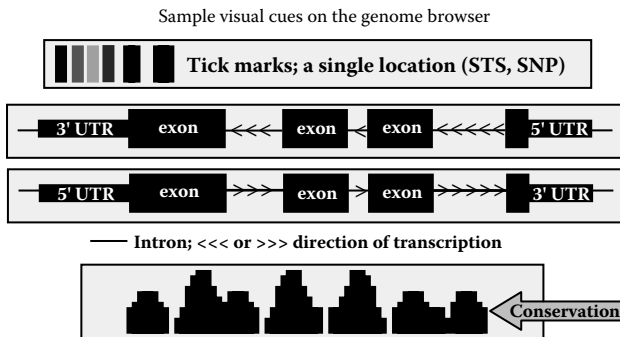 Sample visual cues on the genome browser
Tick marks; a single location (STS, SNP)
3' UTR exon <<< exon < exon <<<<< 5' UTR
5' UTR exon >>> exon > exon >>>>> 3' UTR
Intron; <<< or >>> direction of transcription
Conservation